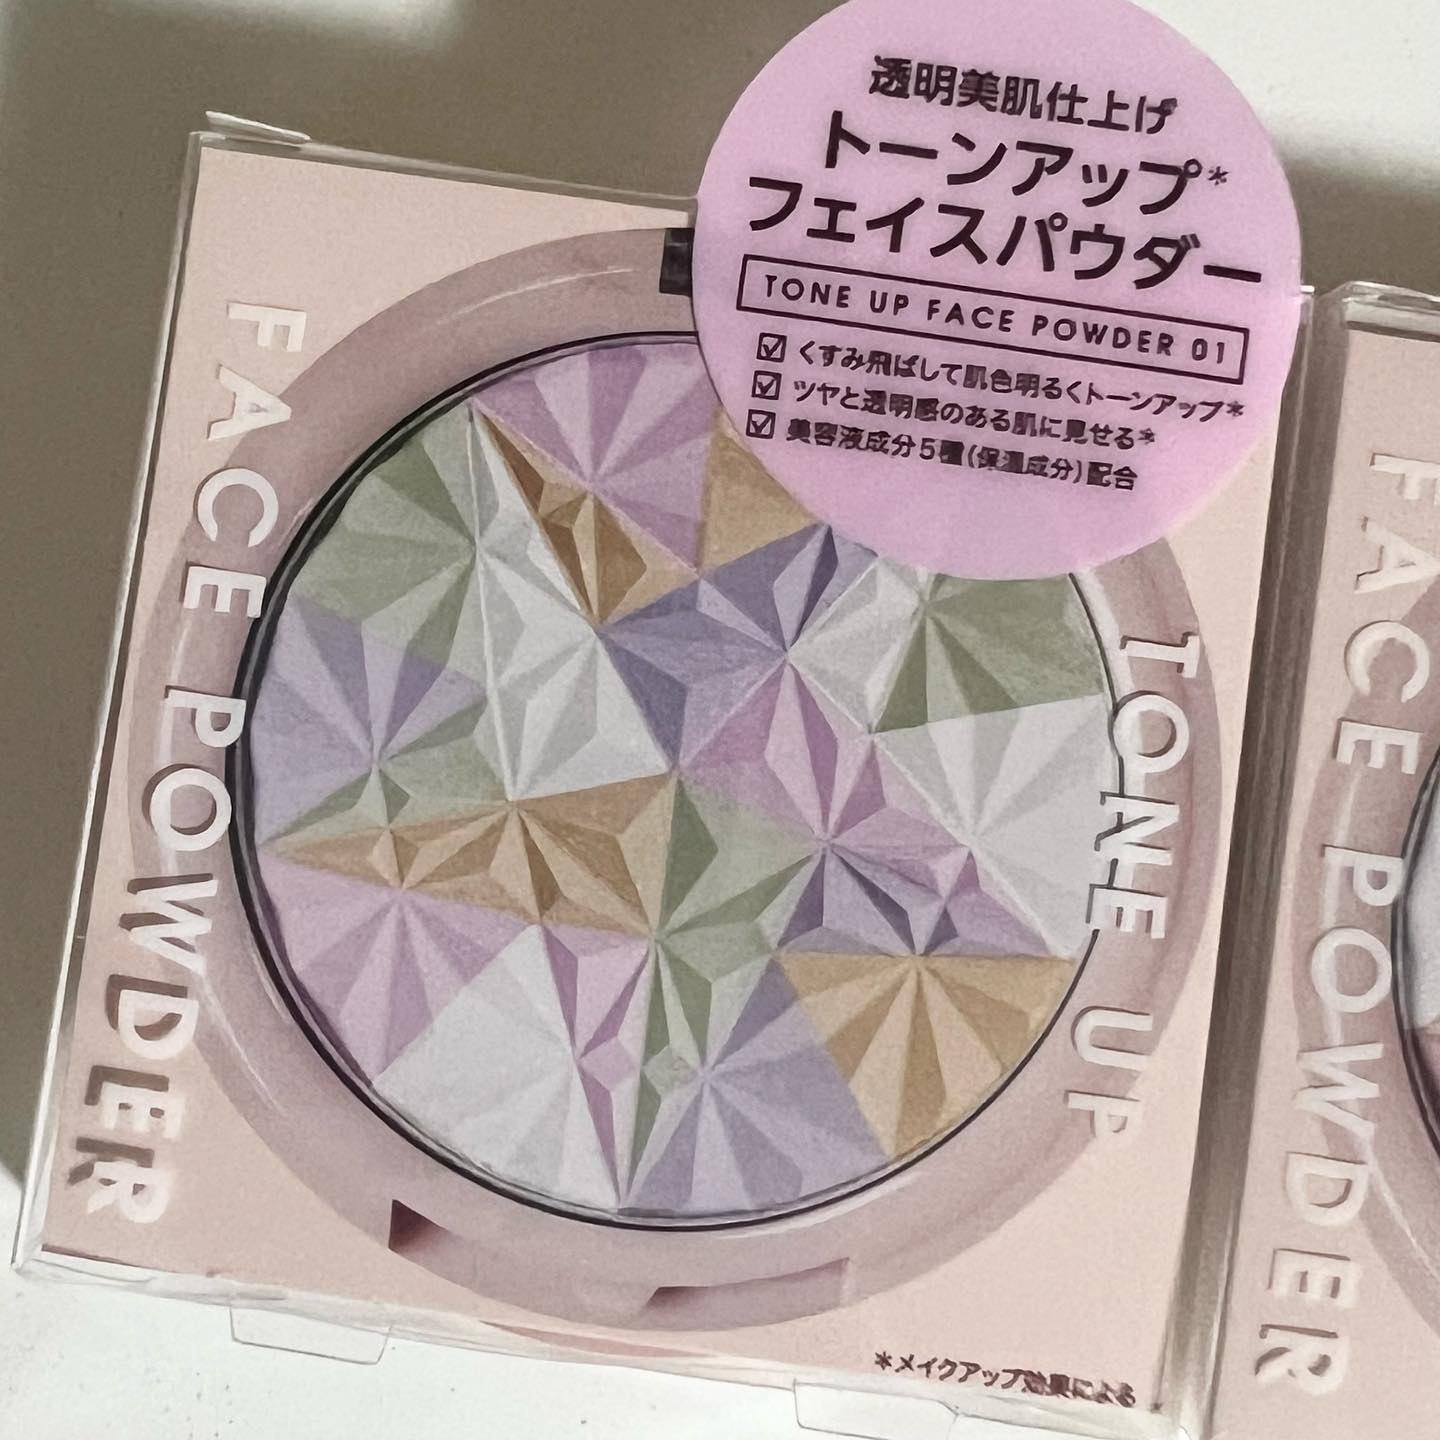 透明美肌仕上げ
トーンアップ*
フェイスパウダー
TONE UP FACE POWDER 01
☑ くすみ飛ばして肌色明るくトーンアップ*
☑ ツヤと透明感のある肌に見せる*
☑ 美容液成分5種(保湿成分)配合
FACE POWDER
TONE UP
*メイクアップ効果による
FACE POWDER